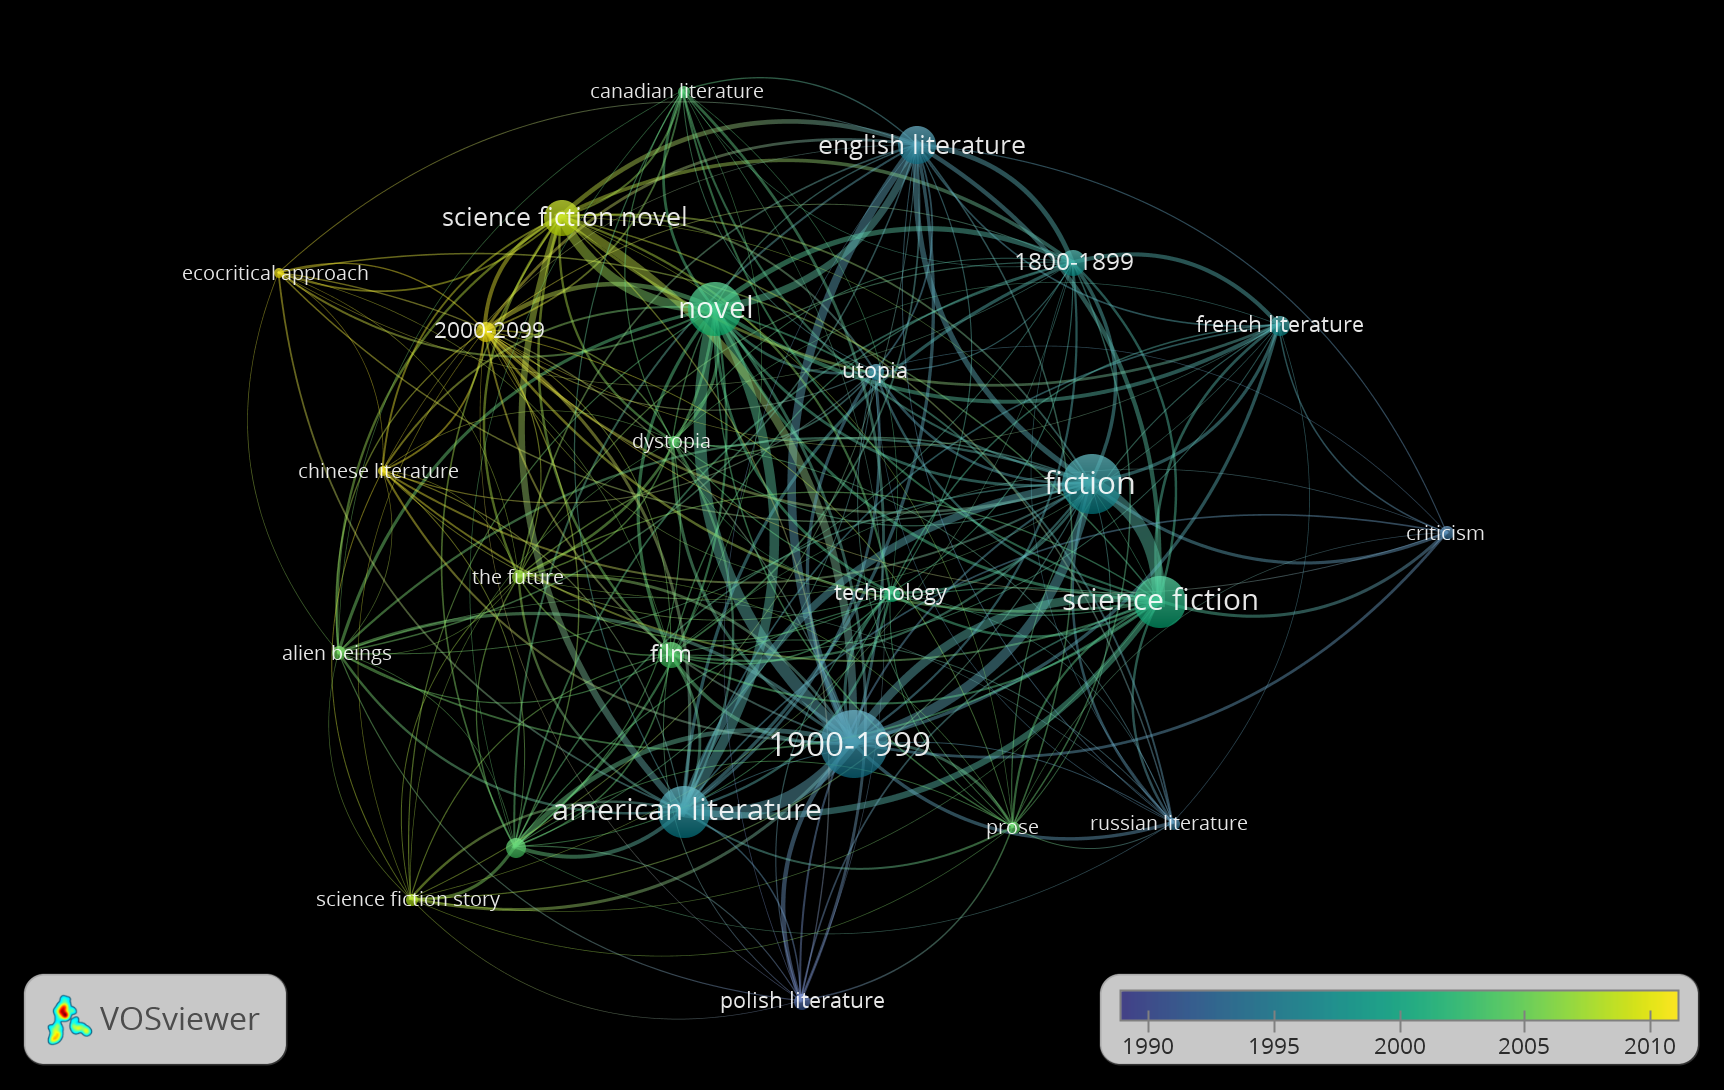 canadian literature
english literature
science fiction novel
1800-1899
ecocritical approach
novel
french literature
2000-2099
utopia
dystopia
chinese literature
fiction
criticism
the future
technology
science fiction
alien beings
film
1900-1999
american literature
prose
russian literature
science fiction story
polish literature
VOSviewer
1990 1995 2000 2005 2010